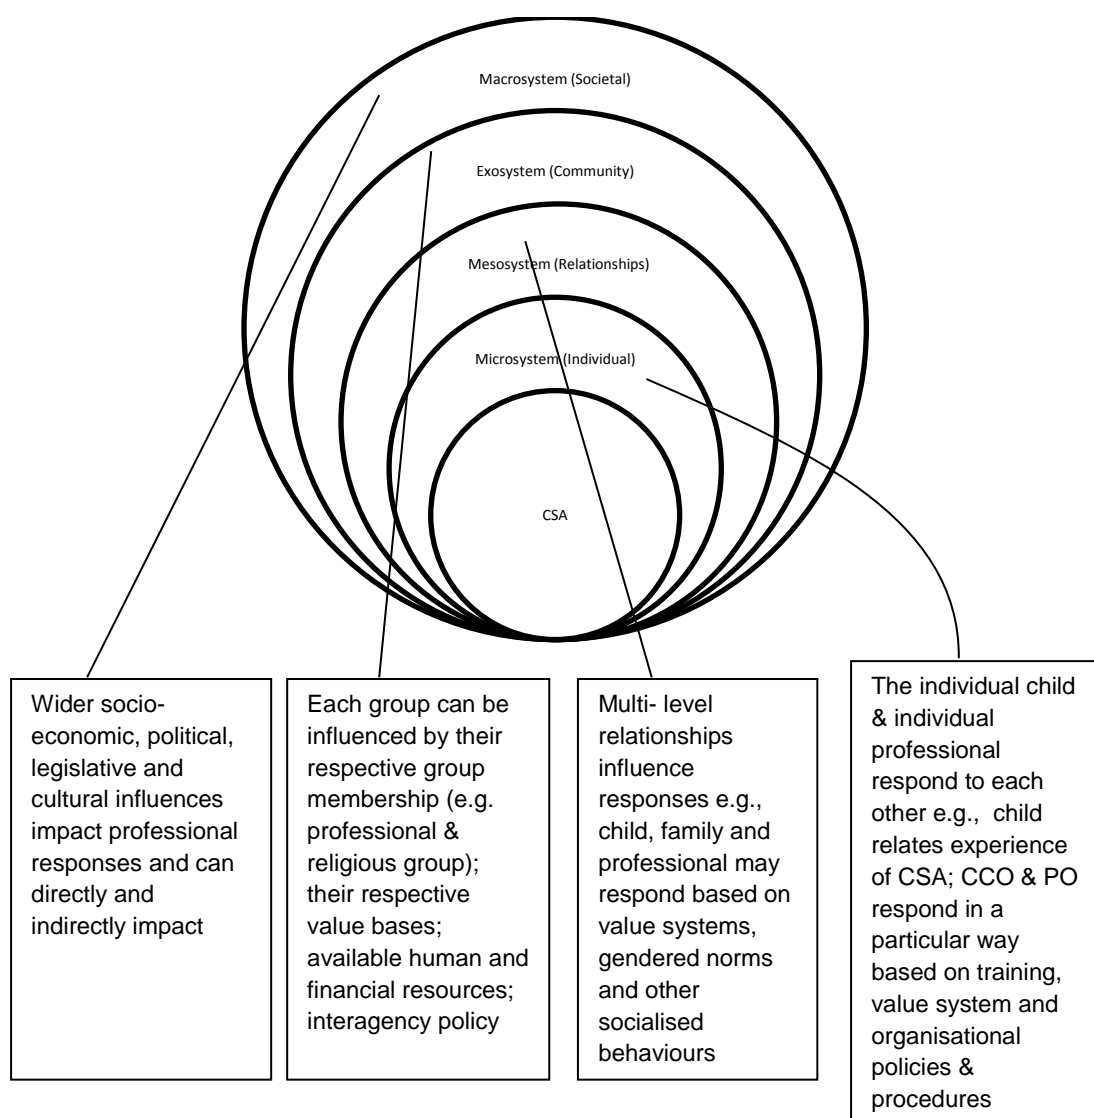 Macrosystem (Societal)
Exosystem (Community)
Mesosystem (Relationships)
Microsystem (Individual)
CSA
Wider socio-
economic, political,
legislative and
cultural influences
impact professional
responses and can
directly and
indirectly impact
Each group can be
influenced by their
respective group
membership (e.g.
professional &
religious group);
their respective
value bases;
available human and
financial resources;
interagency policy
Multi- level
relationships
influence
responses e.g.,
child, family and
professional may
respond based on
value systems,
gendered norms
and other
socialised
behaviours
The individual child
& individual
professional
respond to each
other e.g.,  child
relates experience
of CSA; CCO & PO
respond in a
particular way
based on training,
value system and
organisational
policies &
procedures